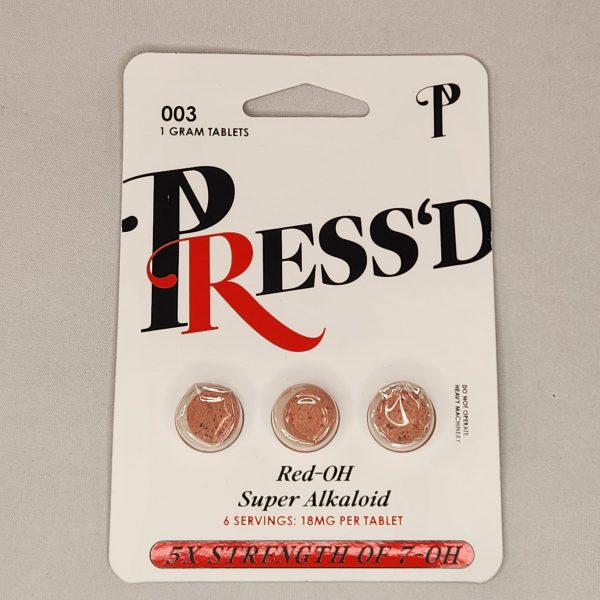 003
1 GRAM TABLETS
P
PRESS'D
DO NOT OPERATE
HEAVY MACHINERY
Red-OH
Super Alkaloid
6 SERVINGS: 18MG PER TABLET
5X STRENGTH OF 7-OH